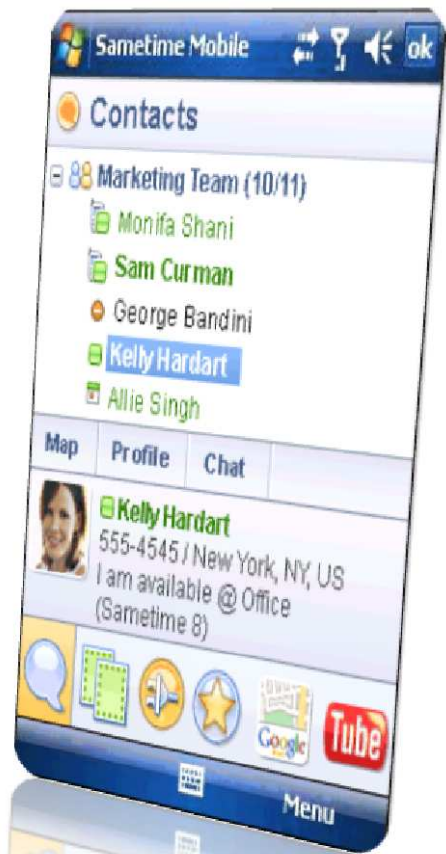 Sametime Mobile
ok
Contacts
Marketing Team (10/11)
Monifa Shani
Sam Curman
George Bandini
Kelly Hardart
Allie Singh
Map Profile Chat
Kelly Hardart
555-4545 / New York, NY, US
I am available @ Office
(Sametime 8)
Google
Tube
Menu